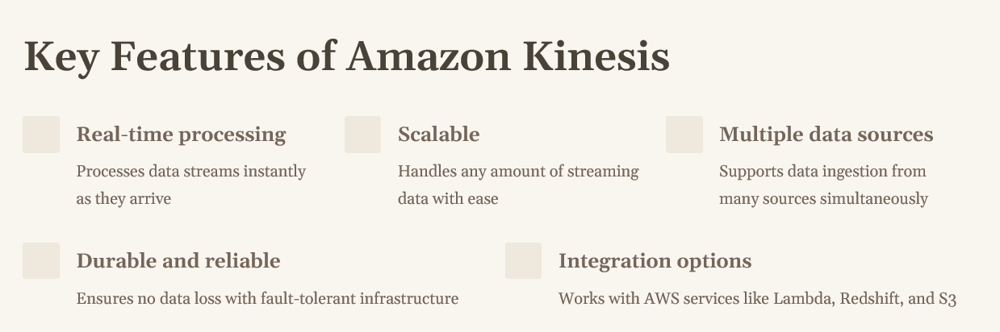 Key Features of Amazon Kinesis
Real-time processing
Processes data streams instantly
as they arrive
Scalable
Handles any amount of streaming
data with ease
Multiple data sources
Supports data ingestion from
many sources simultaneously
Durable and reliable
Ensures no data loss with fault-tolerant infrastructure
Integration options
Works with AWS services like Lambda, Redshift, and S3